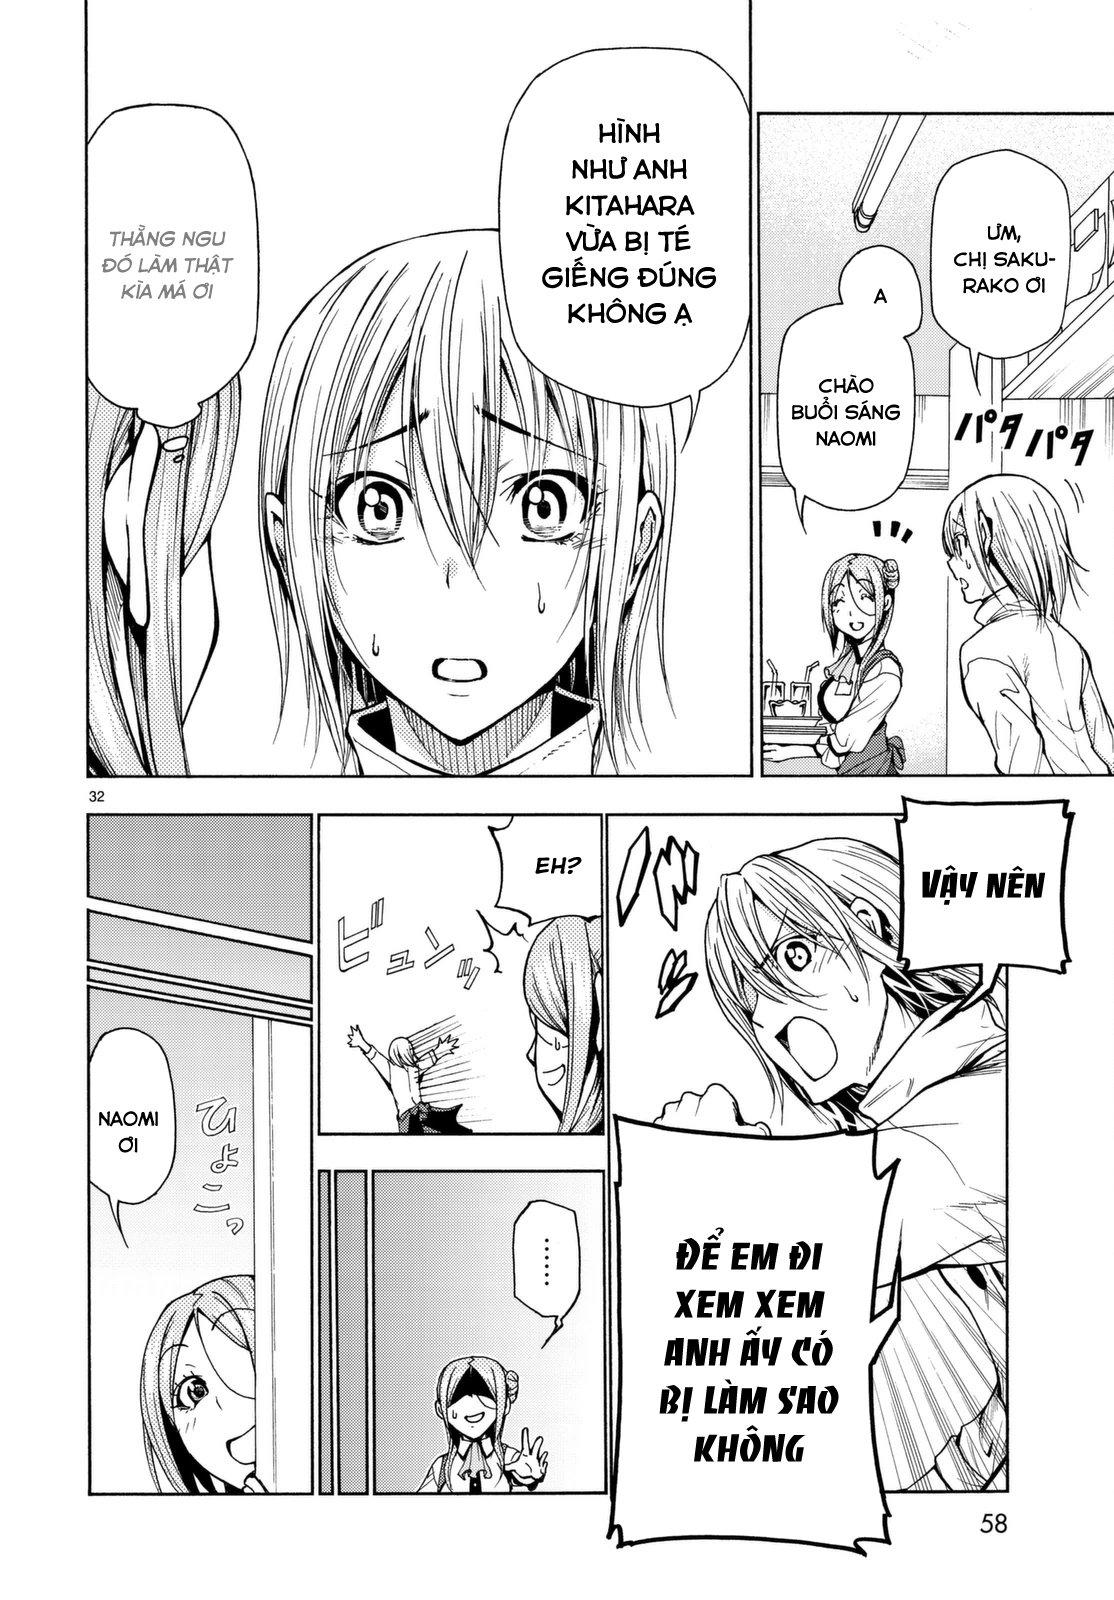 ƯM,
CHỊ SAKU-
RAKO ƠI
A
CHÀO
BUỔI SÁNG
NAOMI
パタパタ
HÌNH
NHƯ ANH
KITAHARA
VỪA BỊ TÉ
GIẾNG ĐÚNG
KHÔNG Ạ
THẰNG NGU
ĐÓ LÀM THẬT
KÌA MÁ ƠI
32
VẬY NÊN
ĐỂ EM ĐI
XEM XEM
ANH ẤY CÓ
BỊ LÀM SAO
KHÔNG
EH?
ビュンッ
......
NAOMI
ƠI
ひょこっ
58